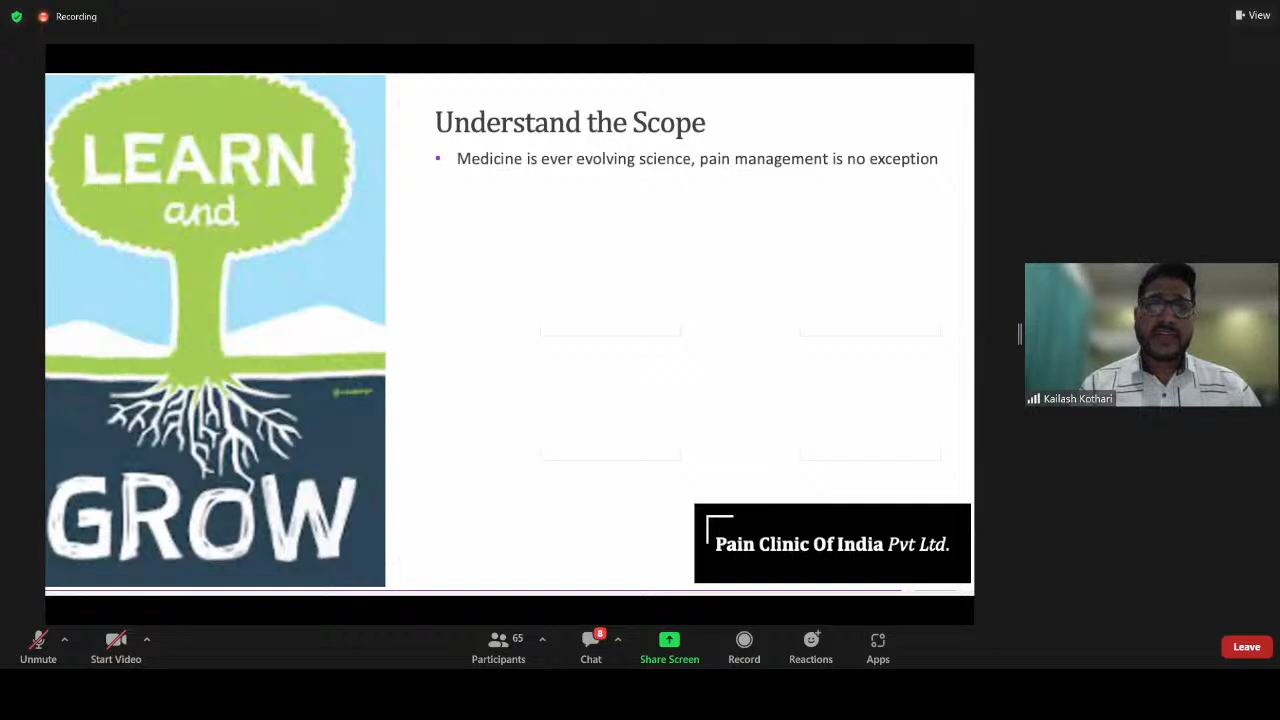 Recording
View
LEARN
and
GROW
Understand the Scope
• Medicine is ever evolving science, pain management is no exception
Pain Clinic Of India Pvt Ltd.
Kailash Kothari
Unmute
Start Video
65
Participants
8
Chat
Share Screen
Record
Reactions
Apps
Leave